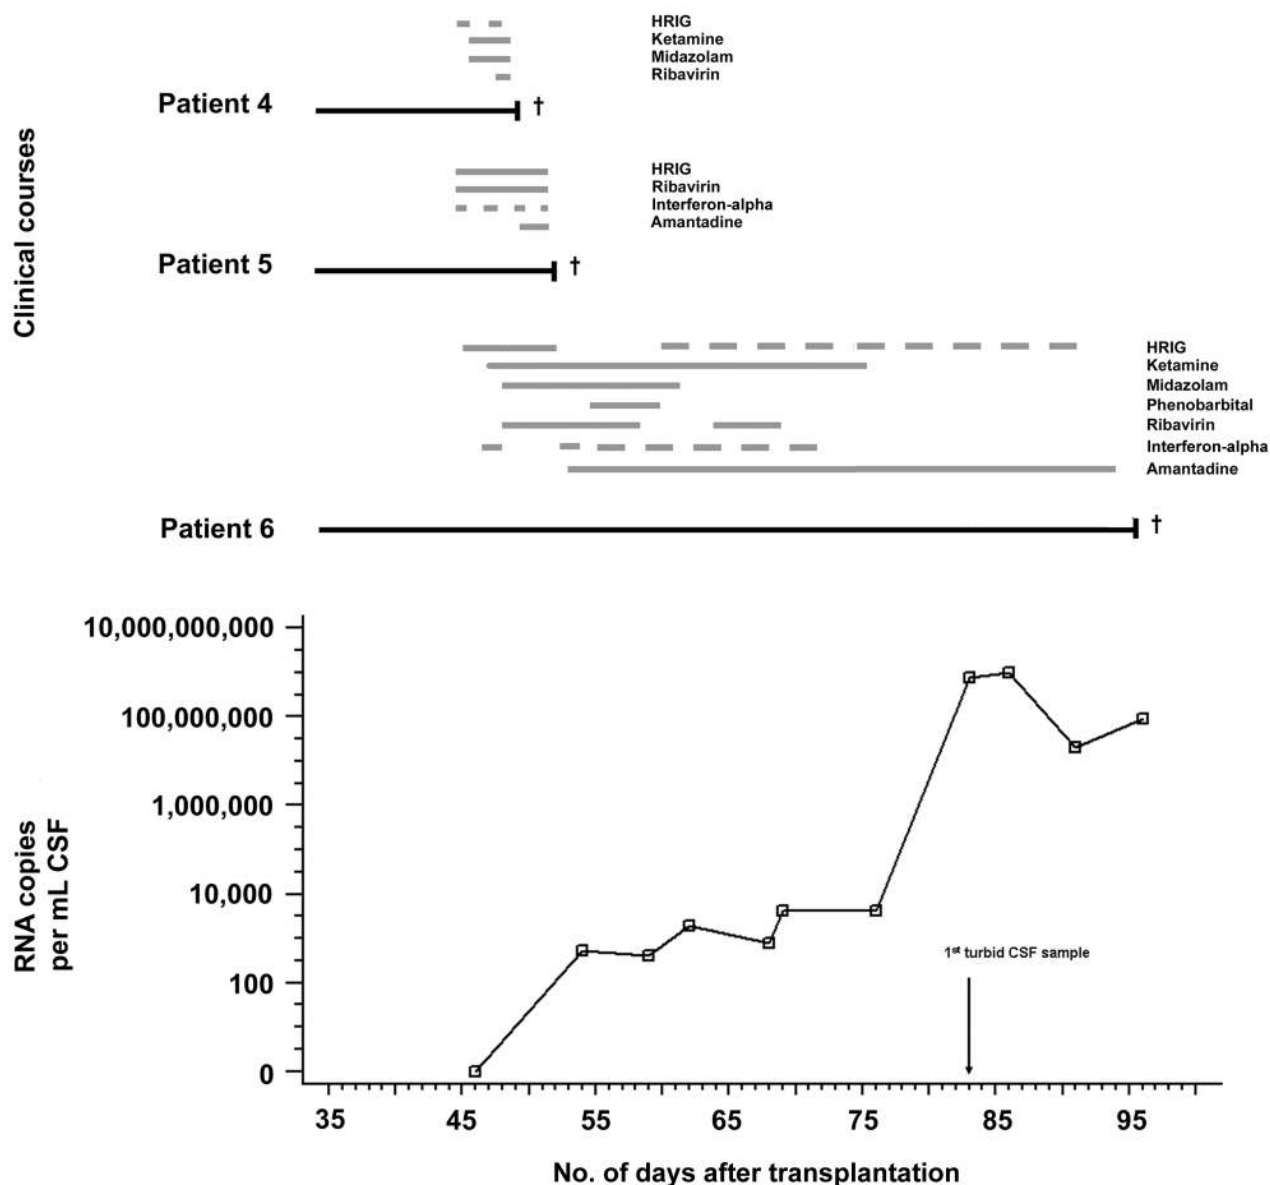 Clinical courses
HRIG
Ketamine
Midazolam
Ribavirin
Patient 4 †
HRIG
Ribavirin
Interferon-alpha
Amantadine
Patient 5 †
HRIG
Ketamine
Midazolam
Phenobarbital
Ribavirin
Interferon-alpha
Amantadine
Patient 6 †
RNA copies
per mL CSF
10,000,000,000
100,000,000
1,000,000
10,000
100
0
1st turbid CSF sample
35 45 55 65 75 85 95
No. of days after transplantation